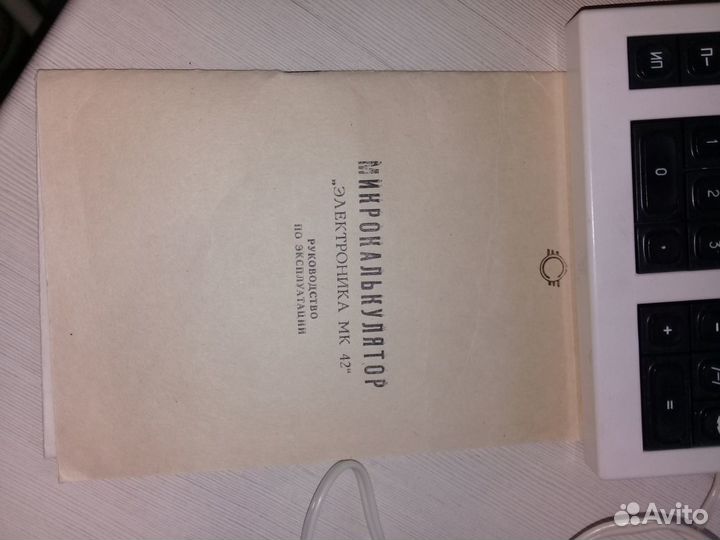 МИКРОКАЛЬКУЛЯТОР
„ЭЛЕКТРОНИКА МК 42"
РУКОВОДСТВО
ПО ЭКСПЛУАТАЦИИ
ИП
П−
0
1
2
3
+
−
=
Avito